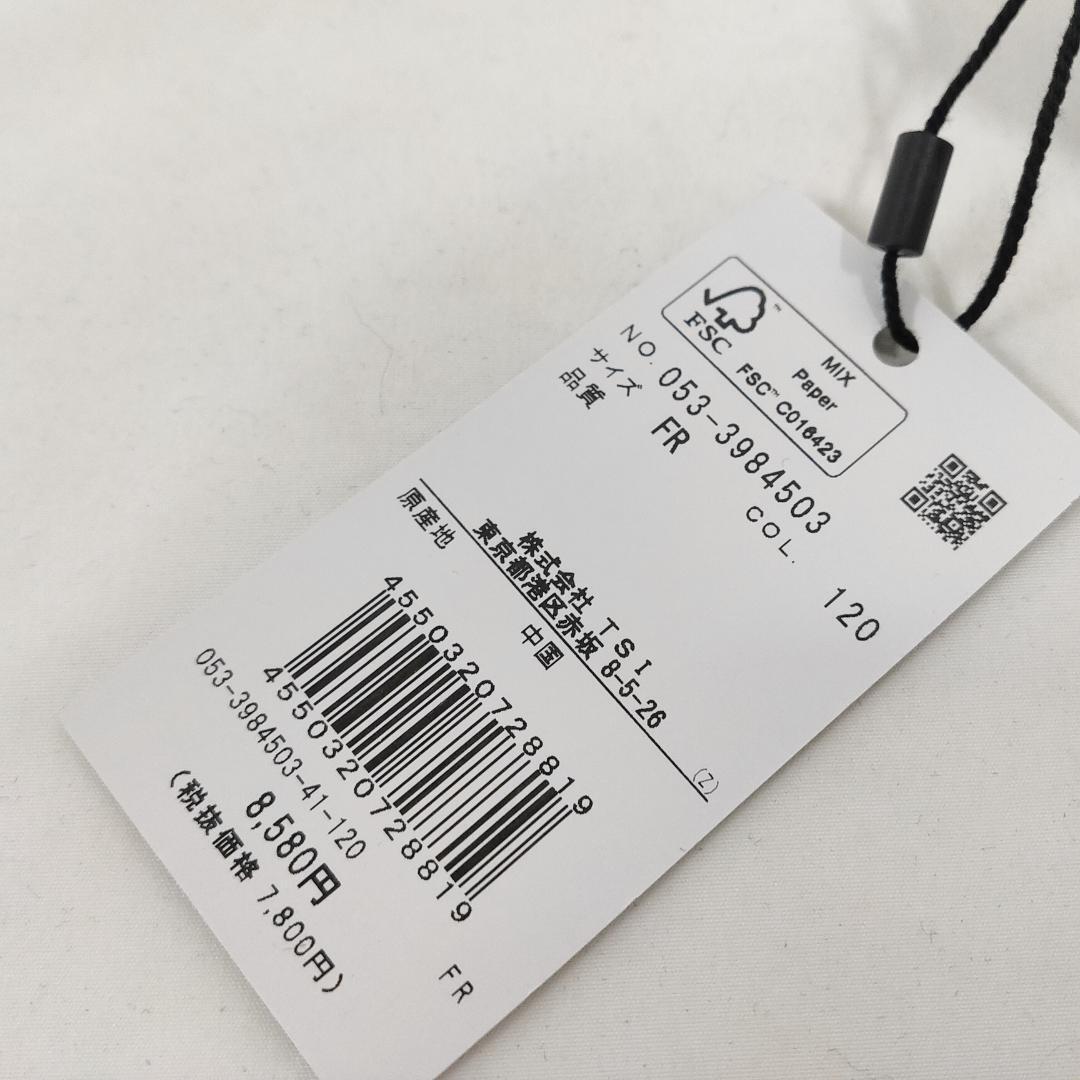 FSC™
MIX
Paper
FSC™ C016423
NO. 053-3984503
サイズ FR COL. 120
品質
株式会社 TSI
東京都港区赤坂 8-5-26
(Z)
原産地 中国
4550320728819
4550320728819
053-3984503-41-120 FR
8,580円
(税抜価格 7,800円)